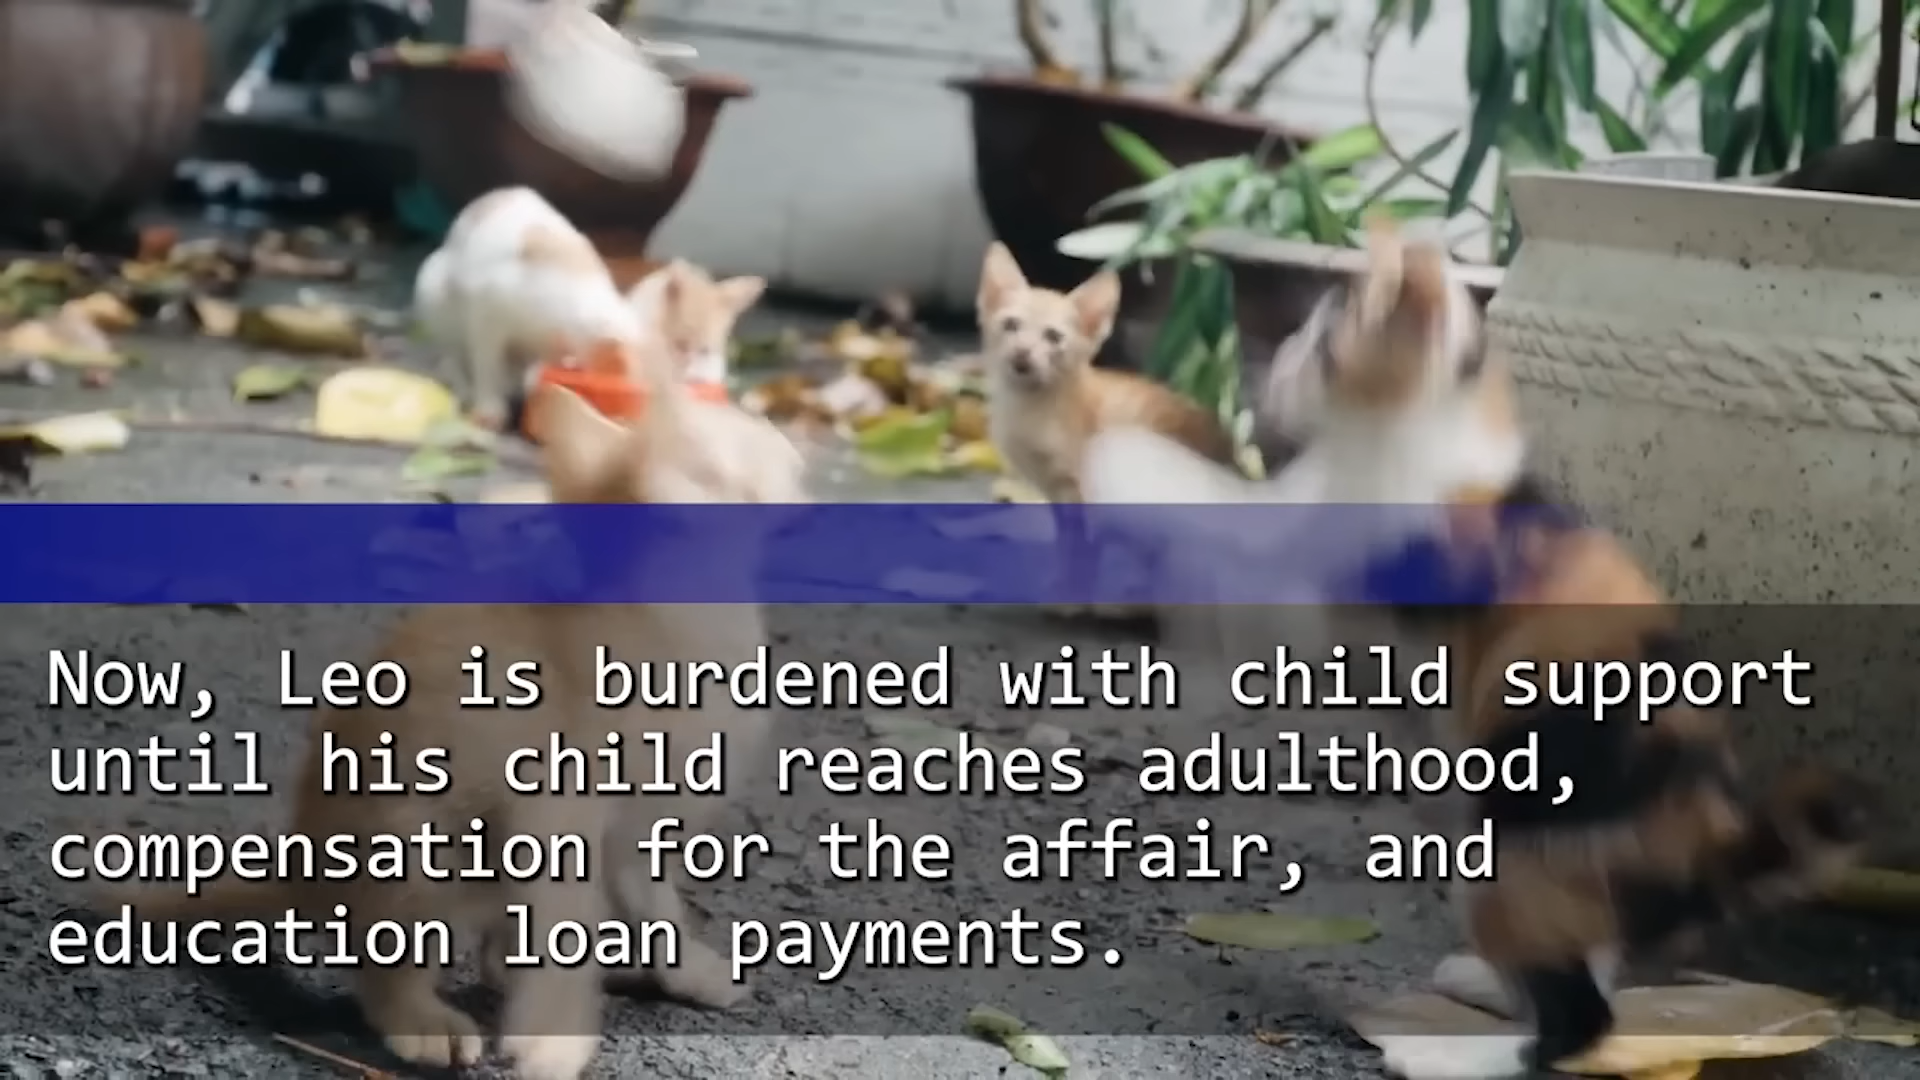 Now, Leo is burdened with child support
until his child reaches adulthood,
compensation for the affair, and
education loan payments.